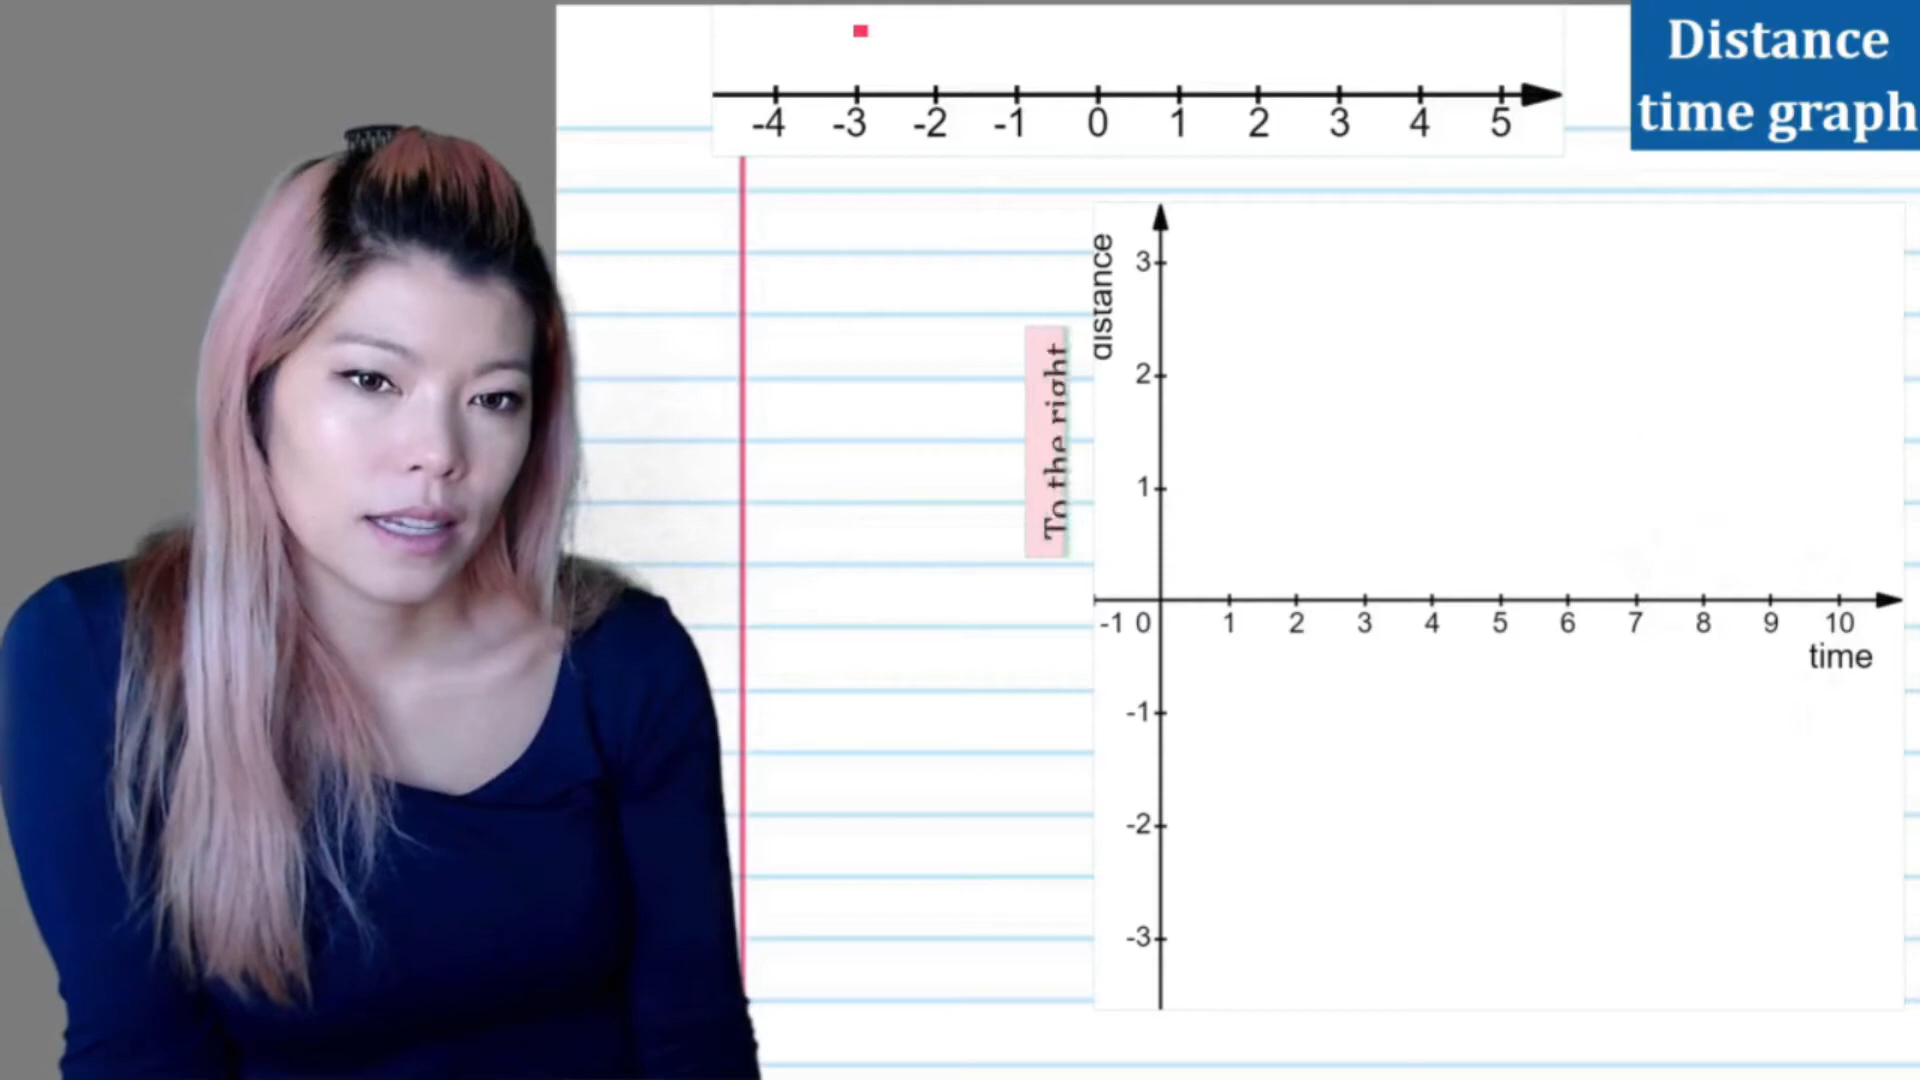 Distance
time graph
-4 -3 -2 -1 0 1 2 3 4 5
distance
To the right
3
2
1
-1 0 1 2 3 4 5 6 7 8 9 10
time
-1
-2
-3